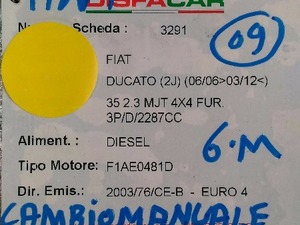 DISFACAR
Scheda : 3291
09
FIAT
DUCATO (2J) (06/06>03/12<)
35 2.3 MJT 4X4 FUR.
3P/D/2287CC
Aliment. : DIESEL
6.M
Tipo Motore: F1AE0481D
Dir. Emis.: 2003/76/CE-B - EURO 4
CAMBIO MANUALE